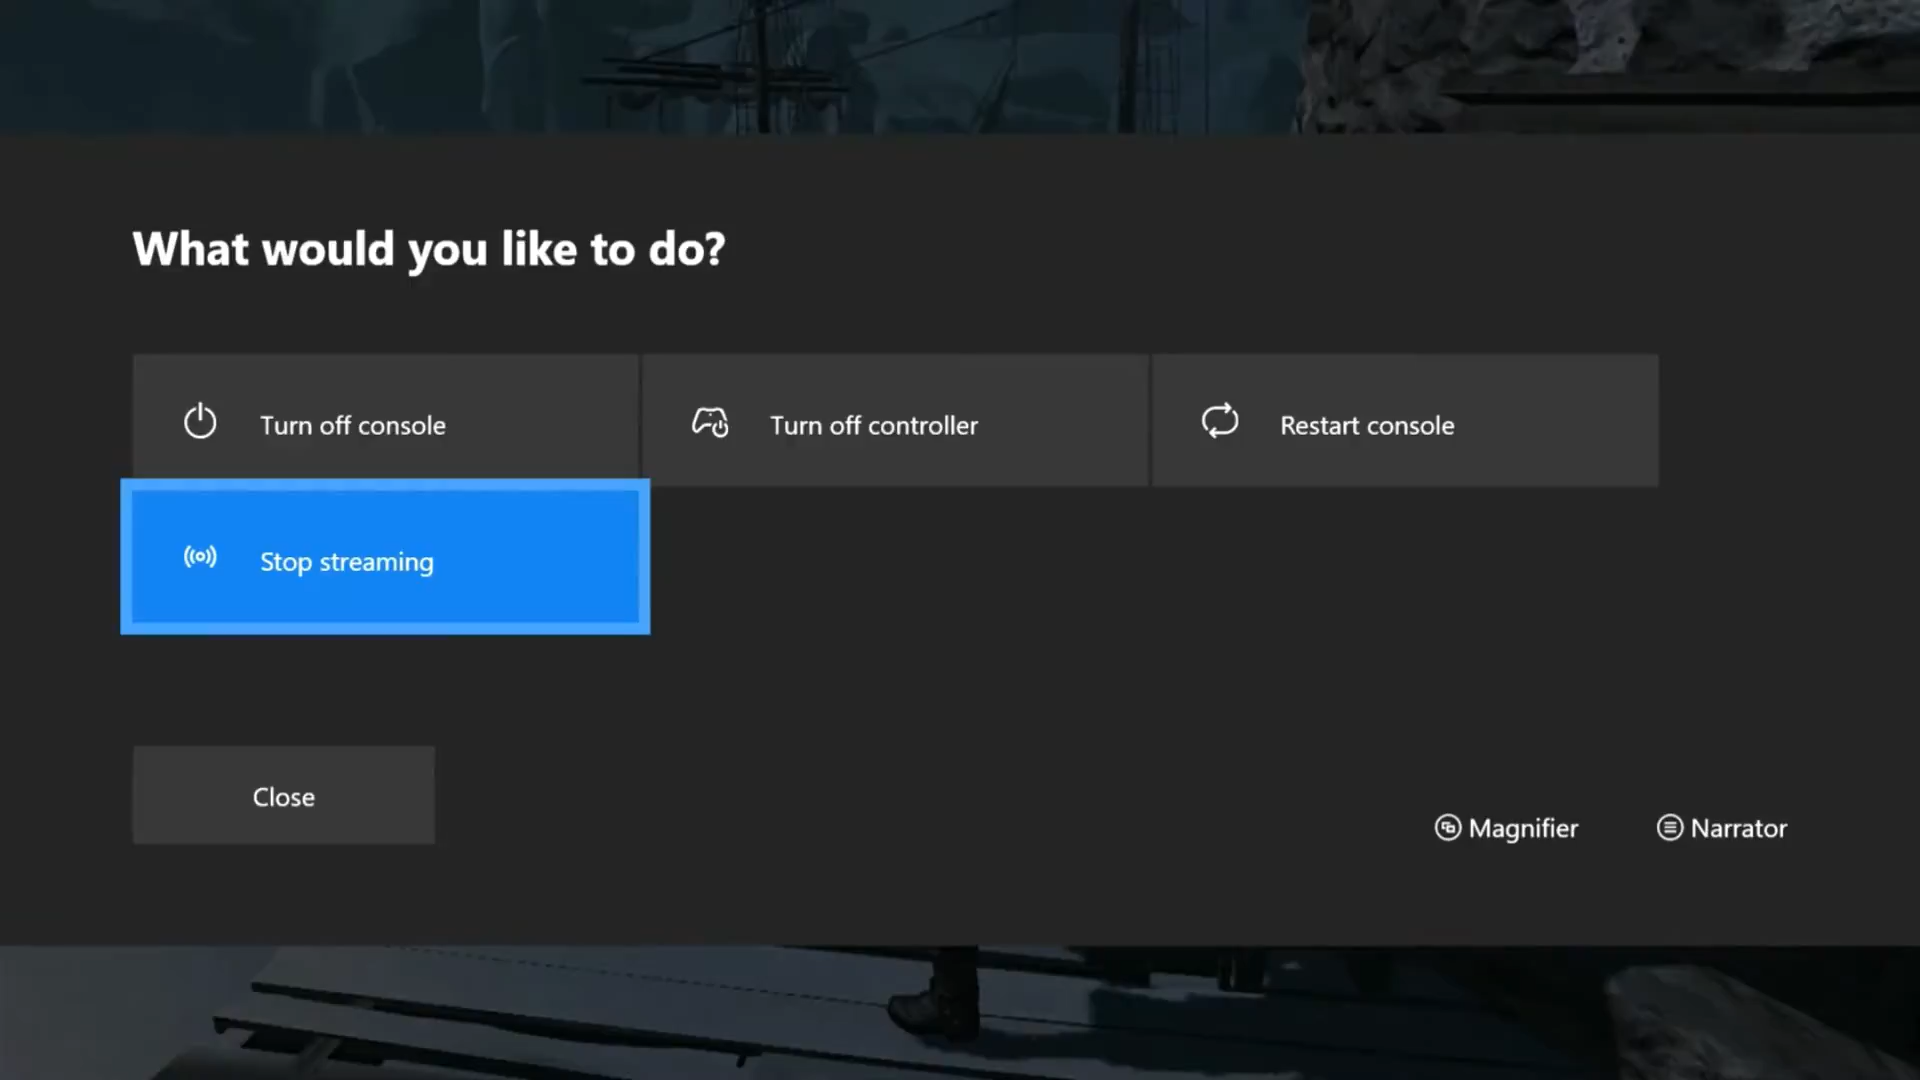 What would you like to do?
Turn off console
Turn off controller
Restart console
Stop streaming
Close
Magnifier
Narrator